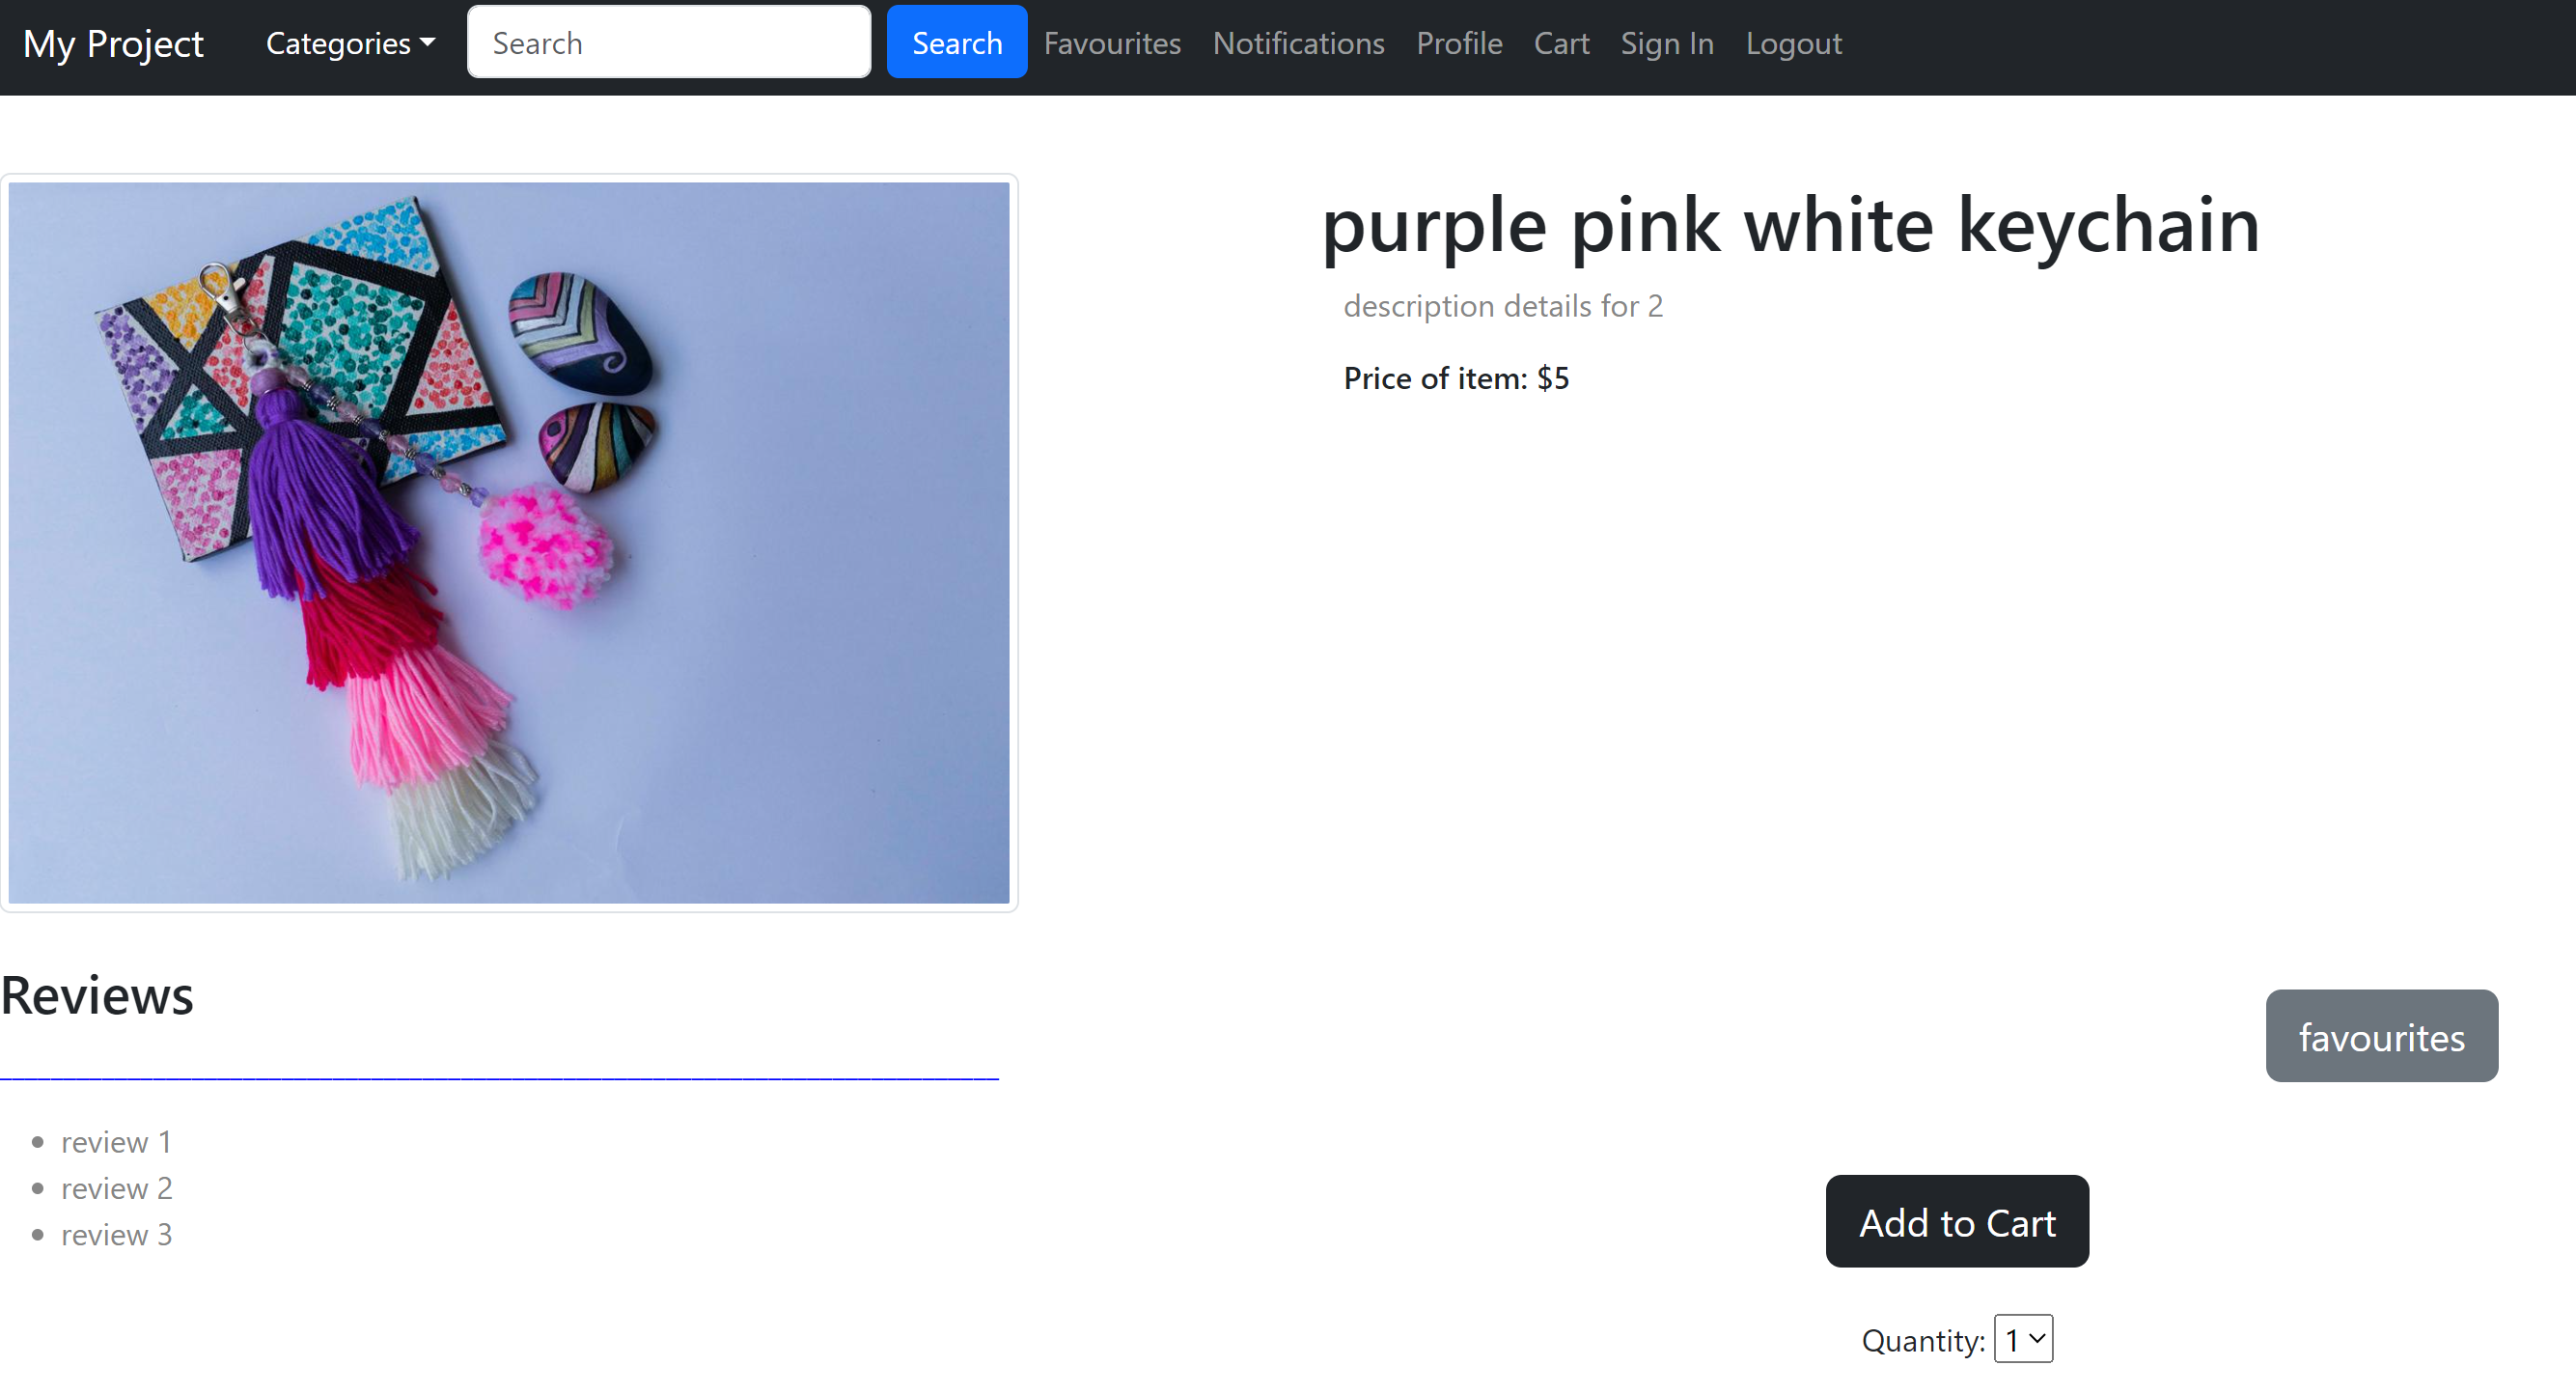 My Project Categories Search Search Favourites Notifications Profile Cart Sign In Logout
purple pink white keychain
description details for 2
Price of item: $5
Reviews
favourites
review 1
review 2
review 3
Add to Cart
Quantity: 1